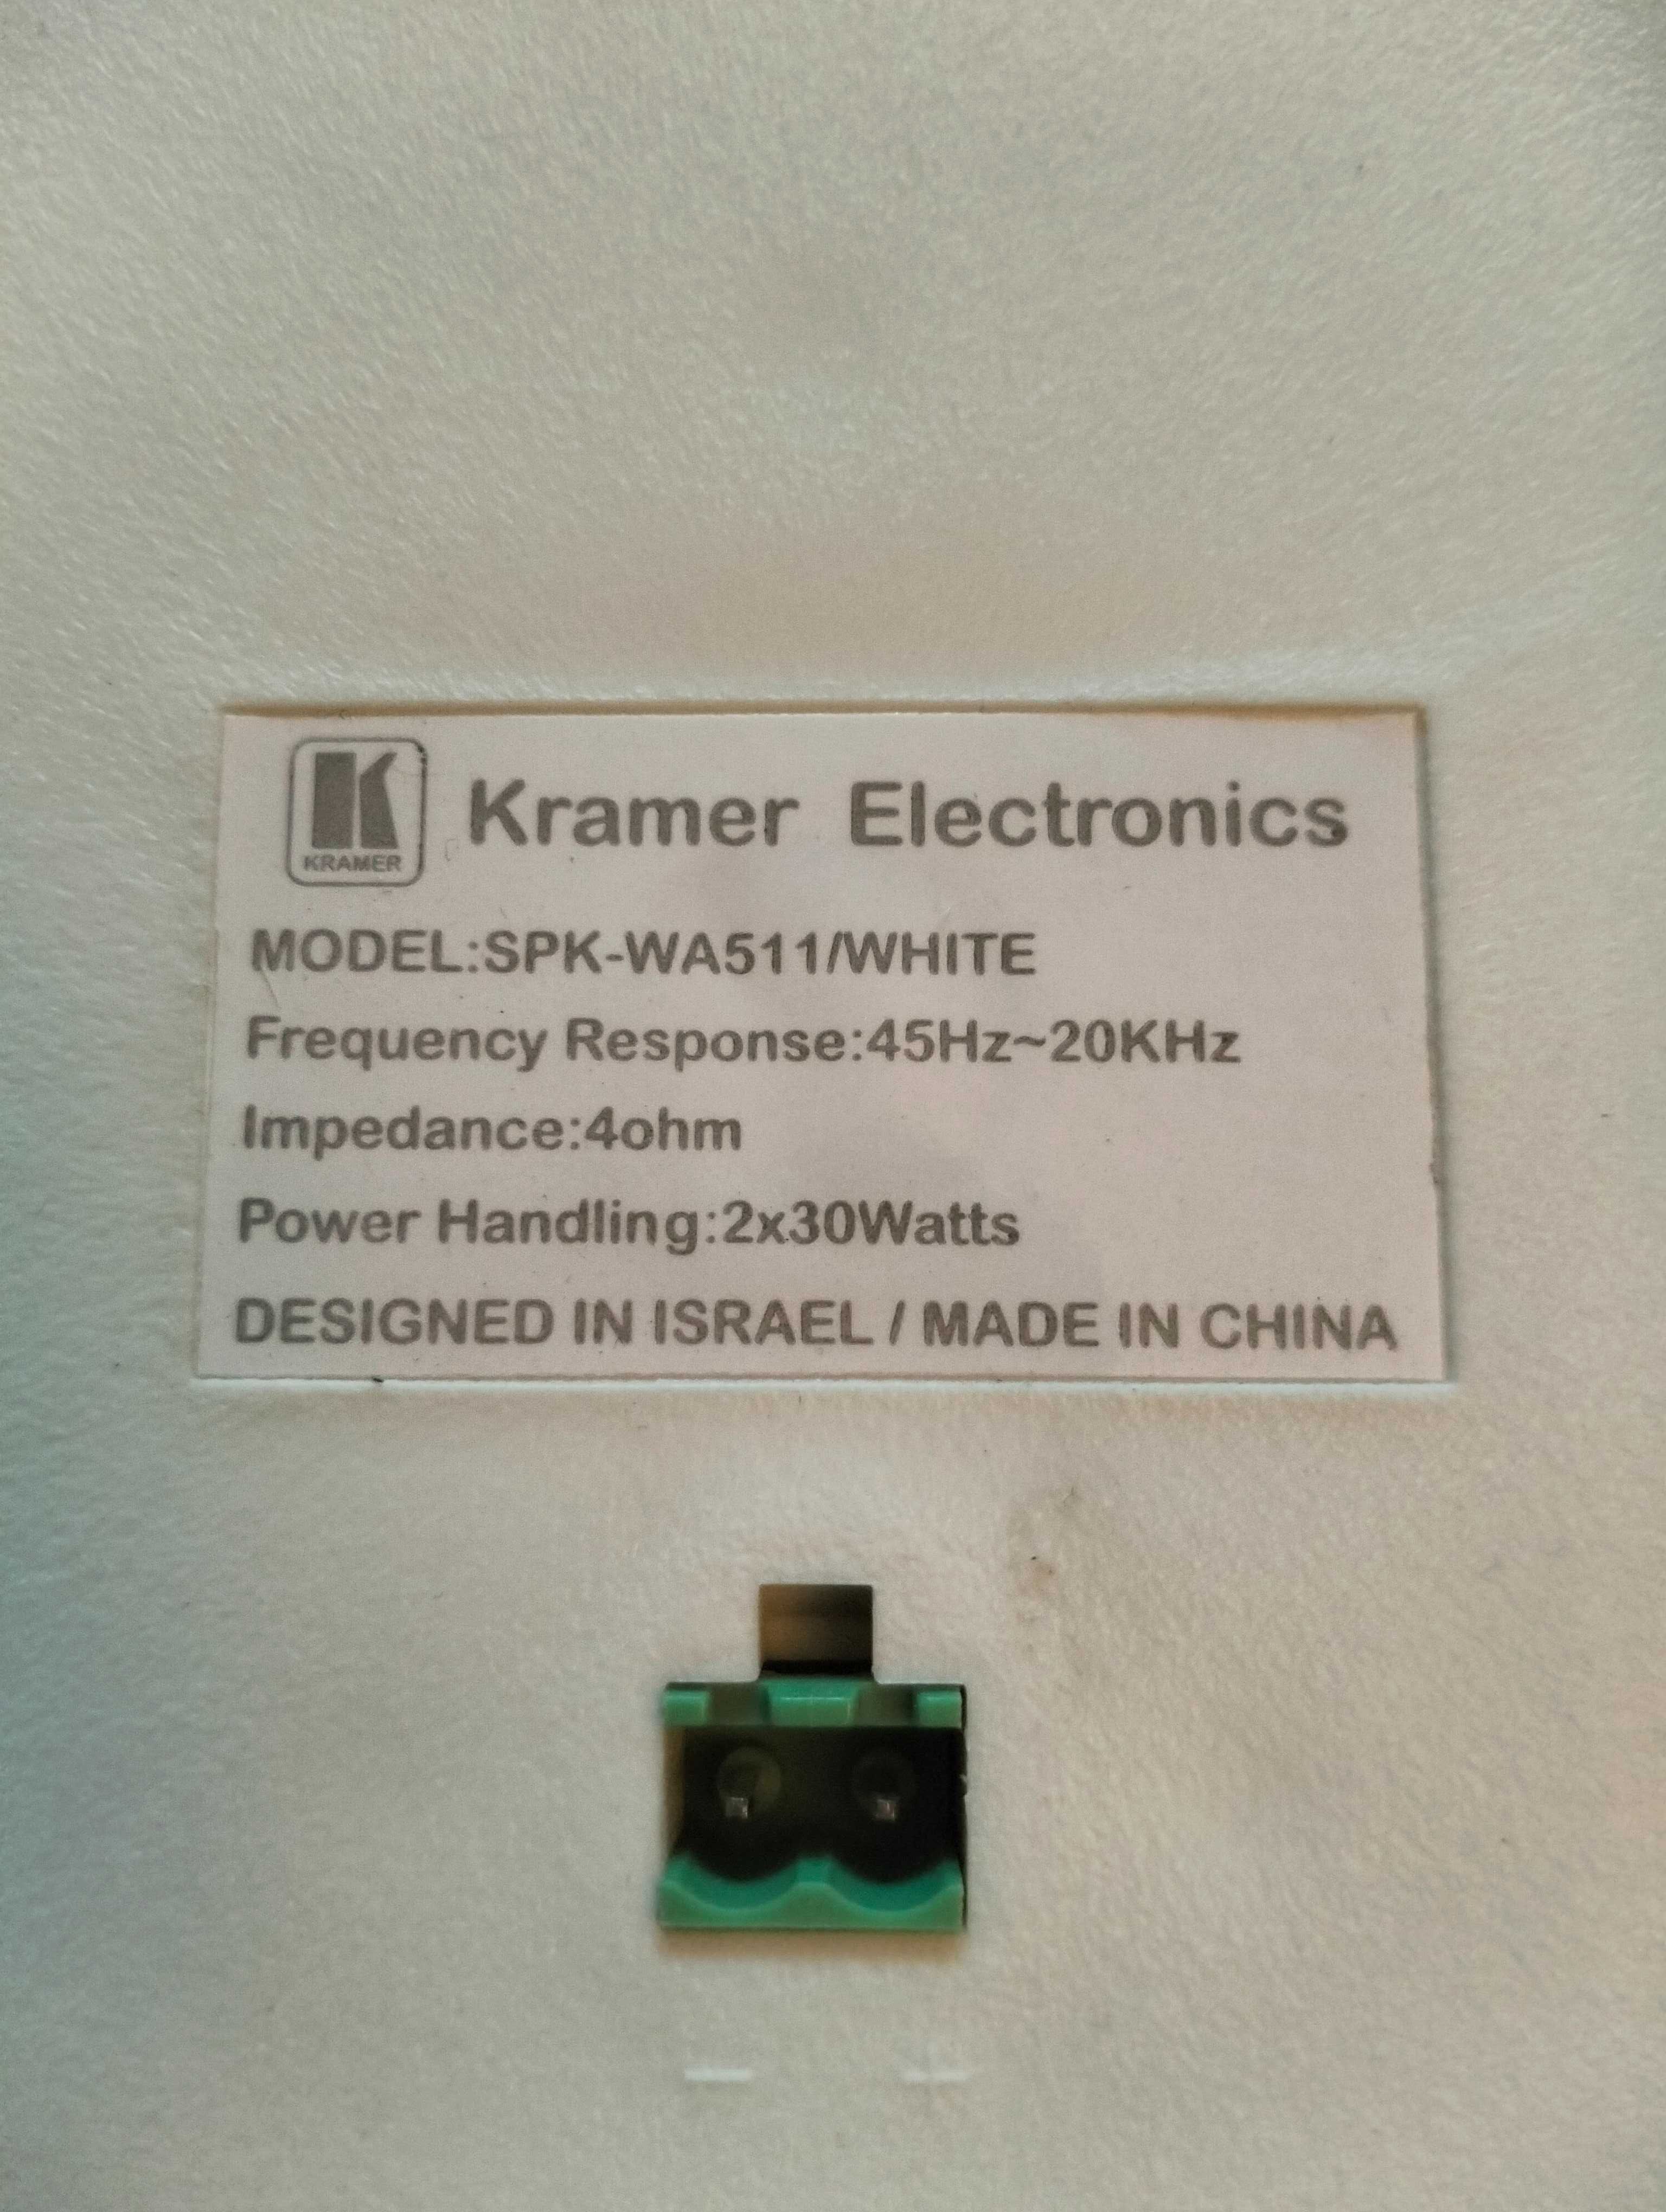 KRAMER
Kramer Electronics
MODEL:SPK-WA511/WHITE
Frequency Response:45Hz~20KHz
Impedance:4ohm
Power Handling:2x30Watts
DESIGNED IN ISRAEL / MADE IN CHINA
− +